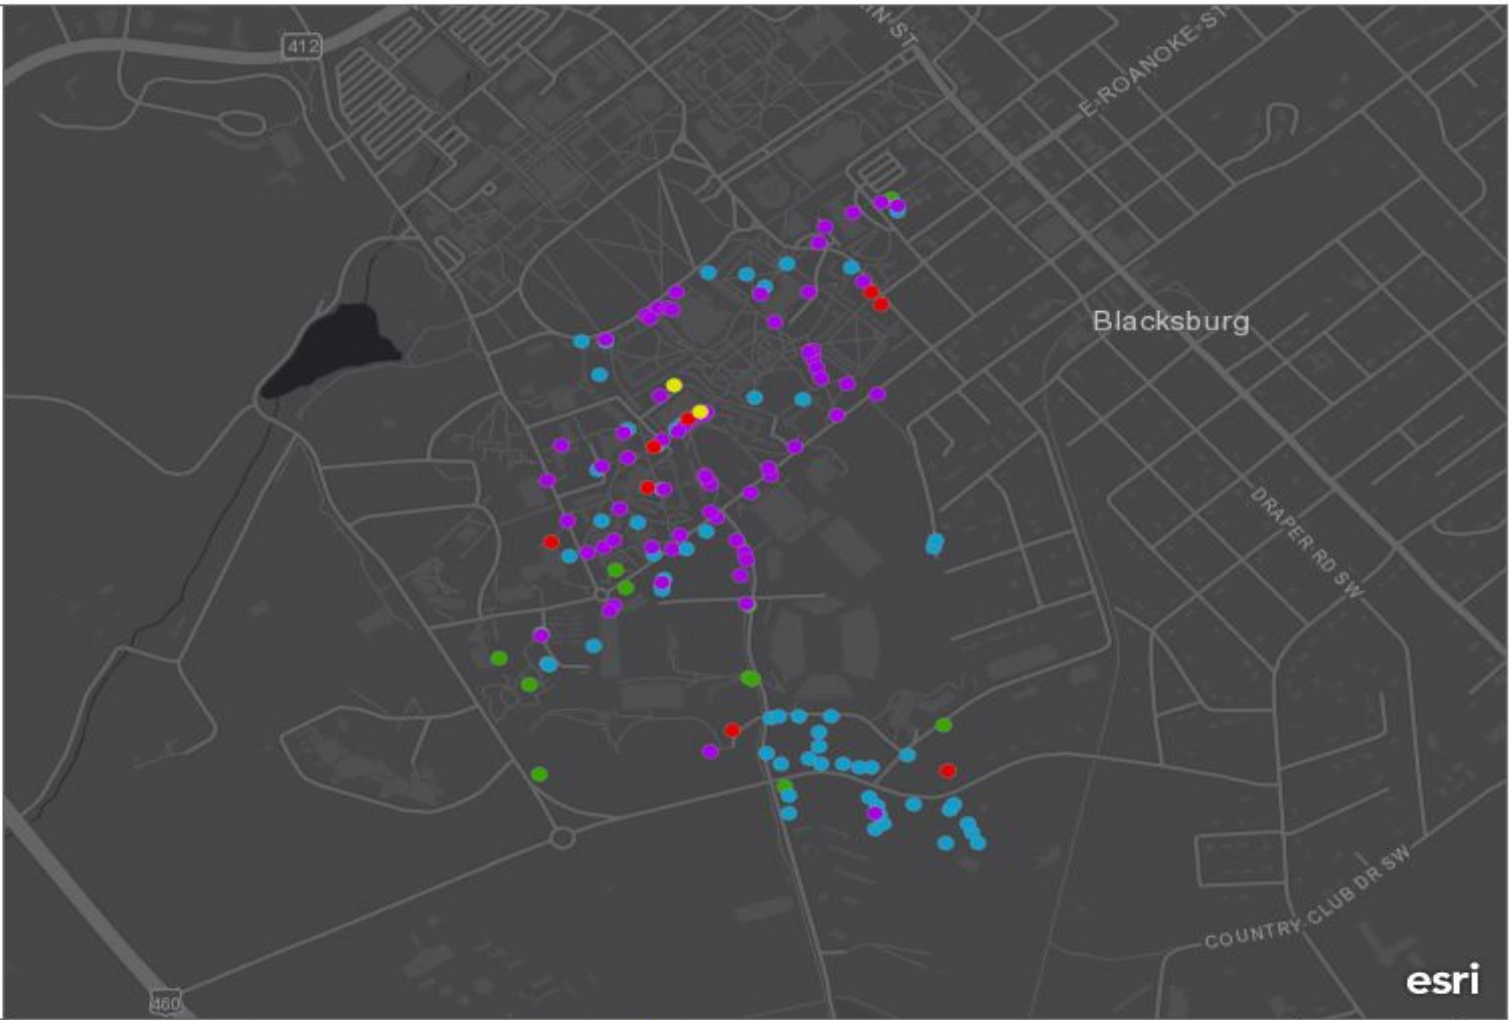 412
E ROANOKE ST
Blacksburg
DRAPER RD SW
COUNTRY CLUB DR SW
esri
460